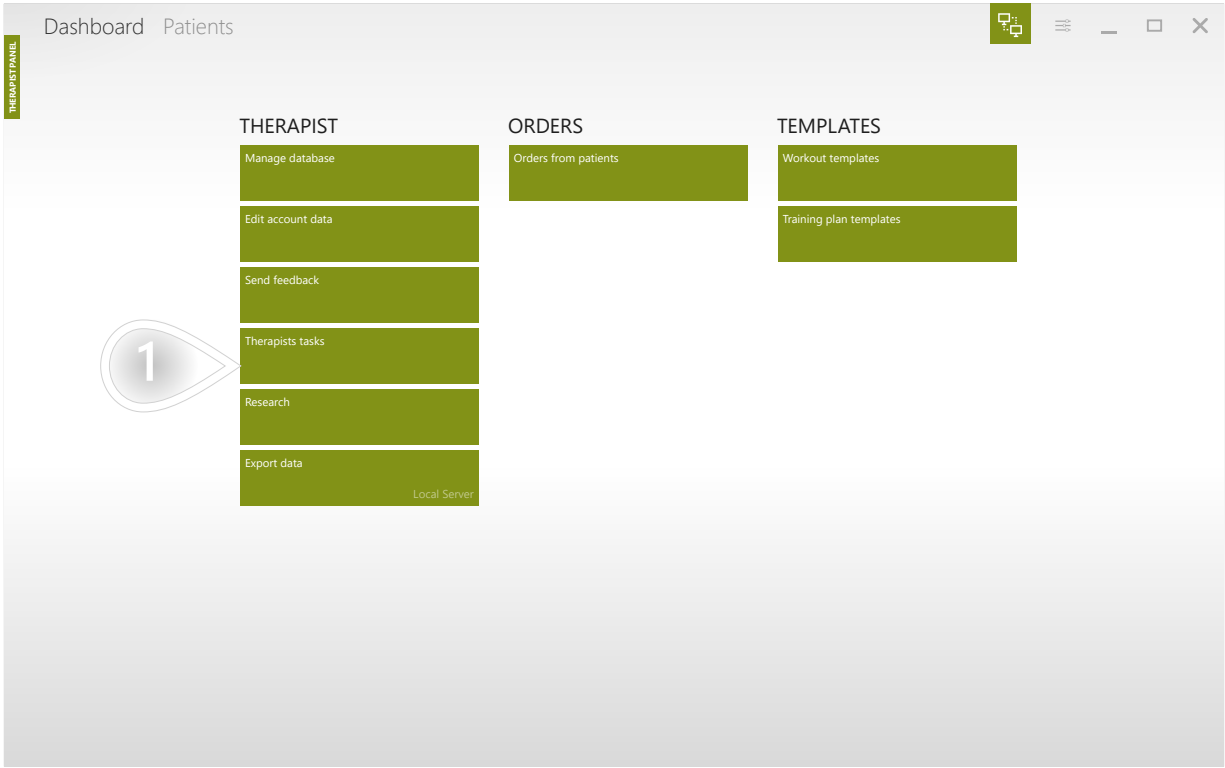 Dashboard Patients
THERAPIST PANEL
THERAPIST
Manage database
Edit account data
Send feedback
Therapists tasks
1
Research
Export data
Local Server
ORDERS
Orders from patients
TEMPLATES
Workout templates
Training plan templates